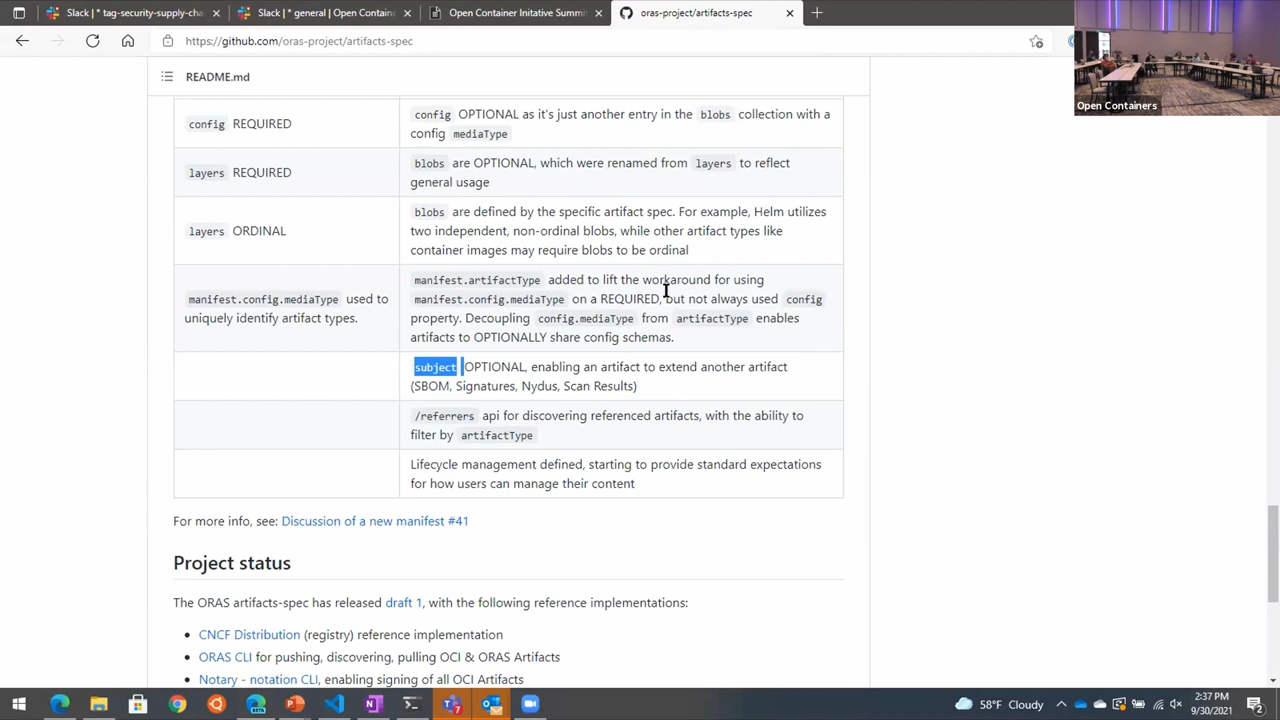 Slack | * tag-security-supply-cha
Slack | * general | Open Containe
Open Container Initative Summi
oras-project/artifacts-spec
https://github.com/oras-project/artifacts-spec
Open Containers
README.md
config REQUIRED
config OPTIONAL as it's just another entry in the blobs collection with a
config mediaType
layers REQUIRED
blobs are OPTIONAL, which were renamed from layers to reflect
general usage
layers ORDINAL
blobs are defined by the specific artifact spec. For example, Helm utilizes
two independent, non-ordinal blobs, while other artifact types like
container images may require blobs to be ordinal
manifest.config.mediaType used to
uniquely identify artifact types.
manifest.artifactType added to lift the workaround for using
manifest.config.mediaType on a REQUIRED, but not always used config
property. Decoupling config.mediaType from artifactType enables
artifacts to OPTIONALLY share config schemas.
subject OPTIONAL, enabling an artifact to extend another artifact
(SBOM, Signatures, Nydus, Scan Results)
/referrers api for discovering referenced artifacts, with the ability to
filter by artifactType
Lifecycle management defined, starting to provide standard expectations
for how users can manage their content
For more info, see: Discussion of a new manifest #41
Project status
The ORAS artifacts-spec has released draft 1, with the following reference implementations:
• CNCF Distribution (registry) reference implementation
• ORAS CLI for pushing, discovering, pulling OCI & ORAS Artifacts
• Notary - notation CLI, enabling signing of all OCI Artifacts
58°F Cloudy
2:37 PM
9/30/2021